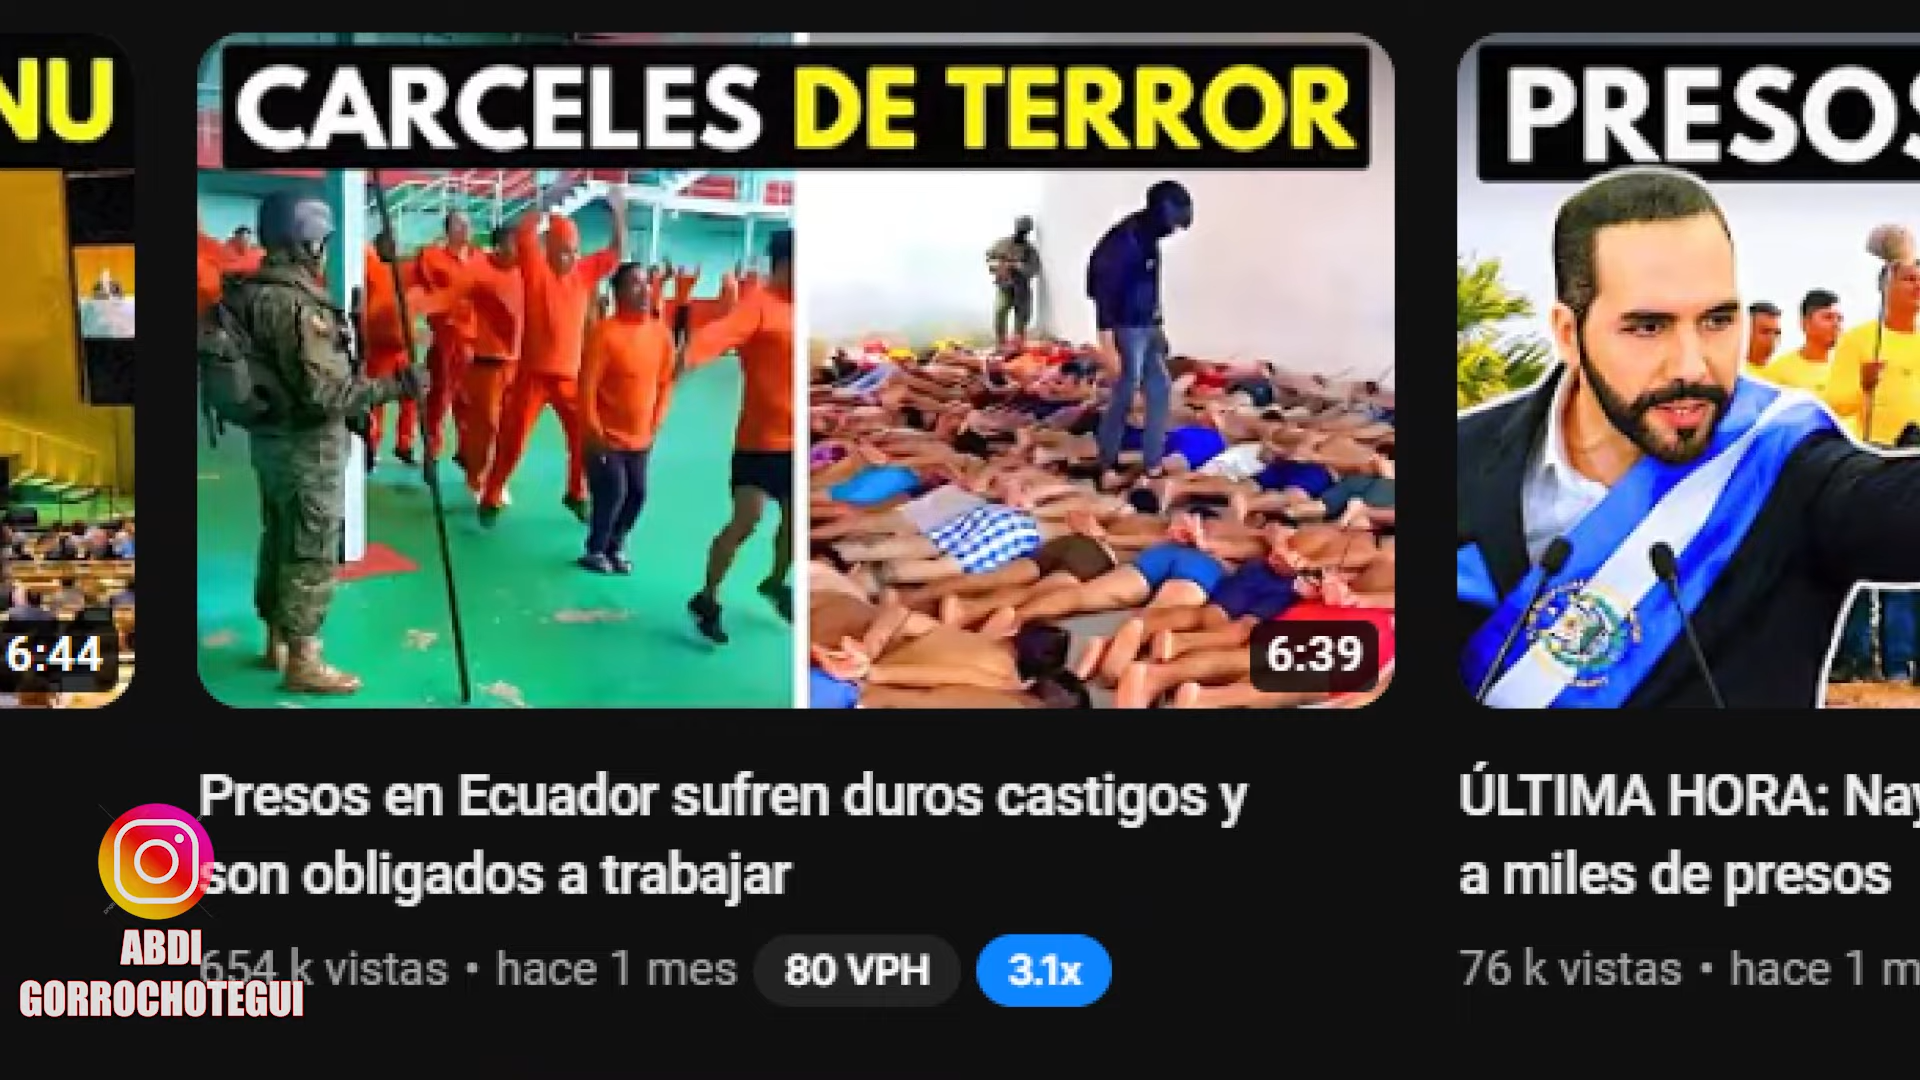 NU
CARCELES DE TERROR
PRESOS
6:44
6:39
Presos en Ecuador sufren duros castigos y
son obligados a trabajar
654 k vistas • hace 1 mes
80 VPH
3.1x
ÚLTIMA HORA: Nay
a miles de presos
76 k vistas • hace 1 m
ABDI
GORROCHOTEGUI